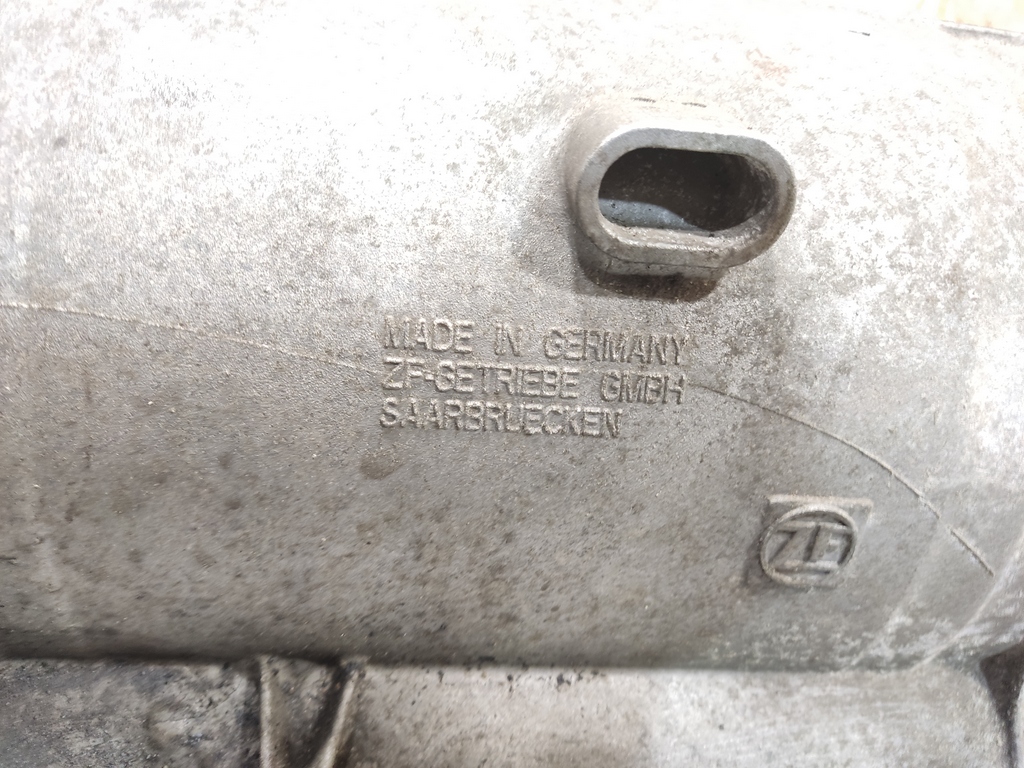 MADE IN GERMANY
ZF-GETRIEBE GMBH
SAARBRUECKEN
ZF